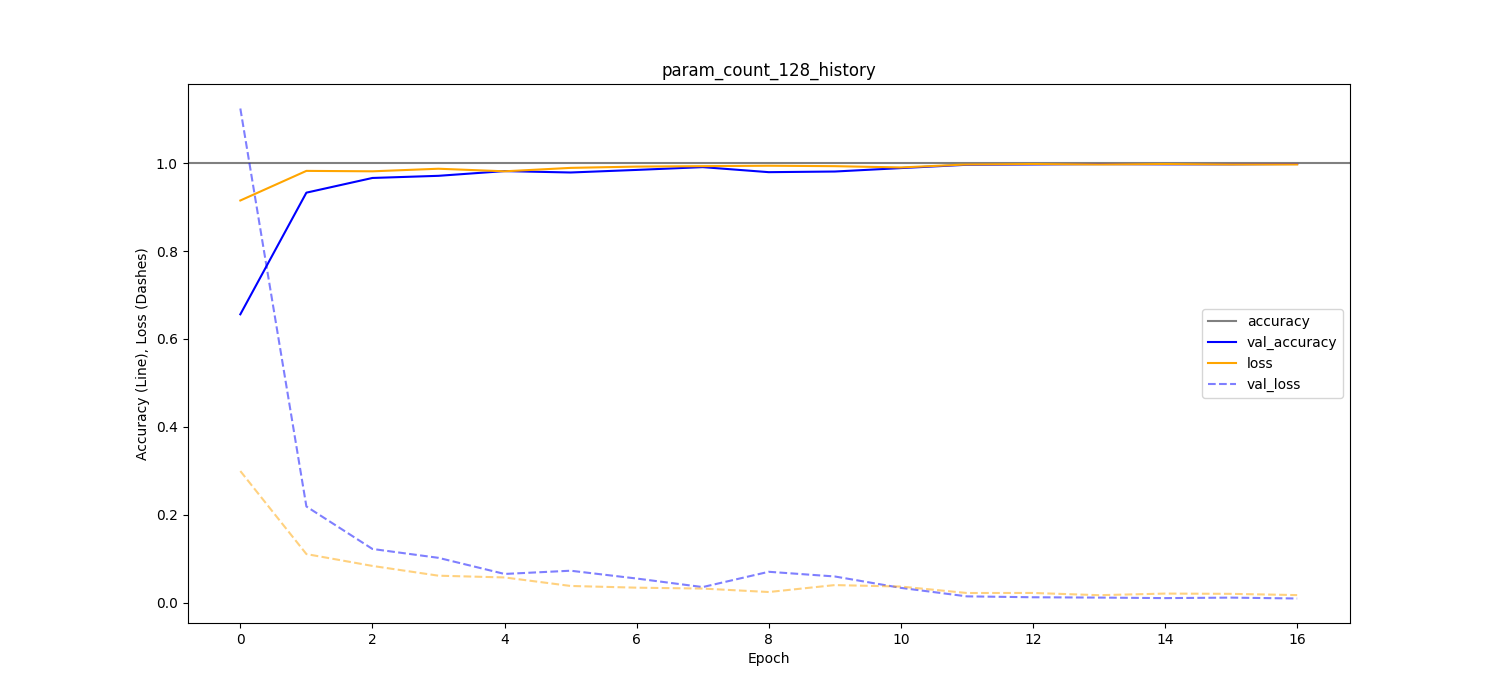 param_count_128_history
Accuracy (Line), Loss (Dashes)
1.0
0.8
0.6
0.4
0.2
0.0
accuracy
val_accuracy
loss
val_loss
0 2 4 6 8 10 12 14 16
Epoch